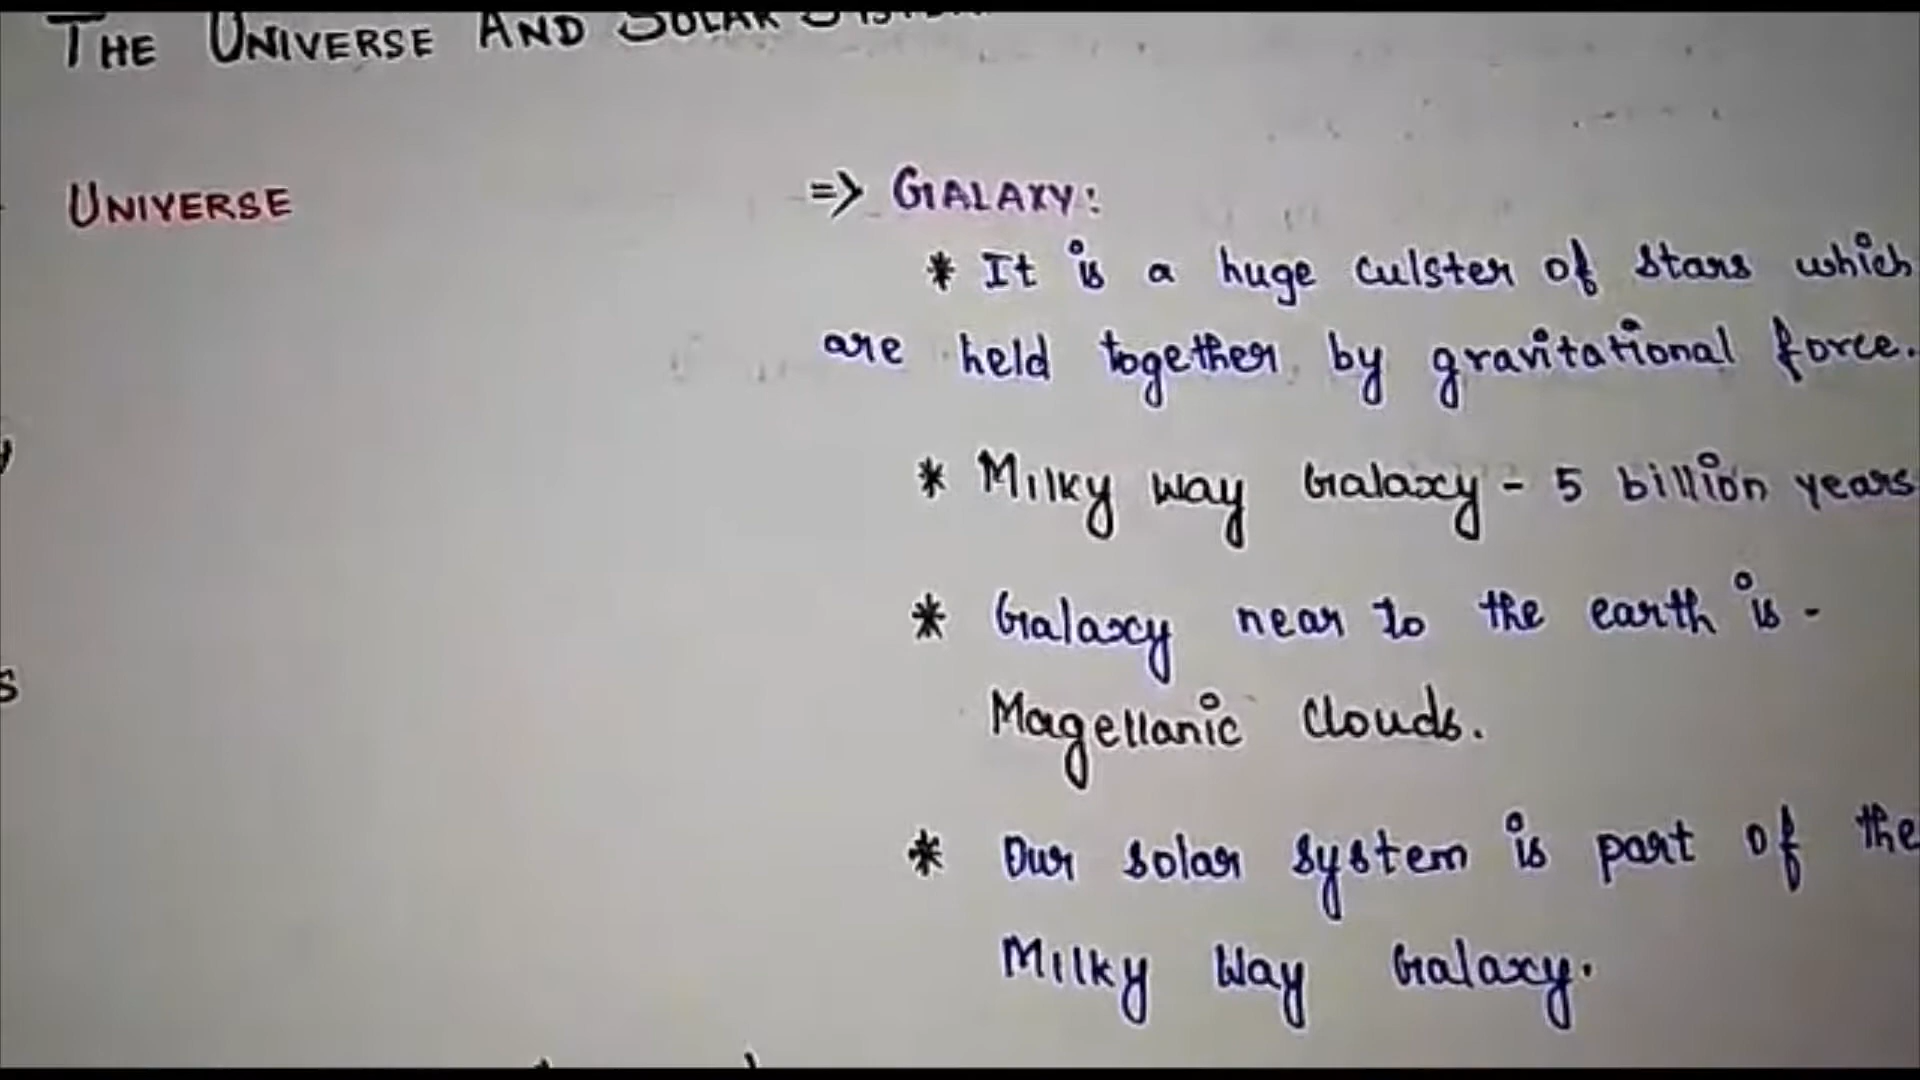 THE UNIVERSE AND SOLAR SYSTEM
UNIVERSE
=> GALAXY:
* It is a huge culster of stars which
are held together by gravitational force.
* Milky way Galaxy - 5 billion years
* Galaxy near to the earth is -
Magellanic Clouds.
* Our solar system is part of the
Milky Way Galaxy.